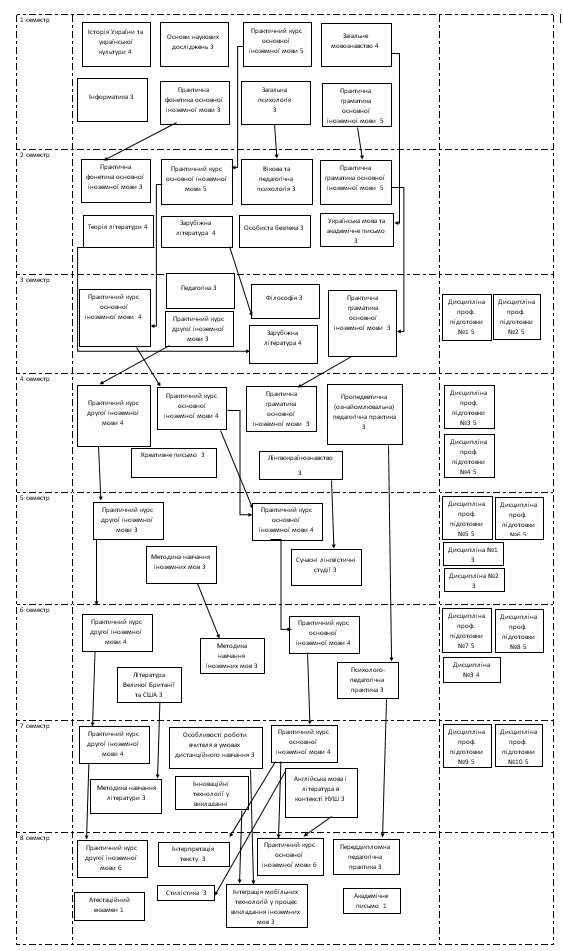 1 семестр
Історія України та
української
культури 4
Основи наукових
досліджень 3
Практичний курс
основної
іноземної мови 5
Загальне
мовознавство 4
Інформатика 3
Практична
фонетика основної
іноземної мови 3
Загальна
психологія
3
Практична
граматика
основної
іноземної мови 5
2 семестр
Практична
фонетика основної
іноземної мови 3
Практичний курс
основної іноземної
мови 5
Вікова та
педагогічна
психологія 3
Практична
граматика основної
іноземної мови 5
Теорія літератури 4
Зарубіжна
література 4
Особиста безпека 3
Українська мова та
академічне письмо
3
3 семестр
Практичний курс
основної
іноземної мови 4
Педагогіка 3
Практичний курс
другої іноземної
мови 3
Філософія 3
Зарубіжна
література 4
Практична
граматика
основної
іноземної мови 3
Дисципліна
проф.
підготовки
№1 5
Дисципліна
проф.
підготовки
№2 5
4 семестр
Практичний курс
другої іноземної
мови 4
Практичний курс
основної
іноземної мови 4
Практична
граматика
основної
іноземної мови 3
Пропедевтична
(ознайомлювальна)
педагогічна практика
3
Креативне письмо 3
Лінгвокраїнознавство
3
Дисципліна
проф.
підготовки
№3 5
Дисципліна
проф.
підготовки
№4 5
5 семестр
Практичний курс
другої іноземної
мови 3
Практичний курс
основної
іноземної мови 4
Методика навчання
іноземних мов 3
Сучасні лінгвістичні
студії 3
Дисципліна
проф.
підготовки
№5 5
Дисципліна
проф.
підготовки
№6 5
Дисципліна №1
3
Дисципліна №2
3
6 семестр
Практичний курс
другої іноземної
мови 4
Методика
навчання
іноземних мов 3
Практичний курс
основної
іноземної мови 4
Література
Великої Британії
та США 3
Психолого-
педагогічна
практика 3
Дисципліна
проф.
підготовки
№7 5
Дисципліна
проф.
підготовки
№8 5
Дисципліна
№3 4
7 семестр
Практичний курс
другої іноземної
мови 4
Особливості роботи
вчителя в умовах
дистанційного навчання 3
Практичний курс
основної
іноземної мови 4
Методика навчання
літератури 3
Інноваційні
технології у
викладанні
Англійська мова і
література в
контексті НУШ 3
Дисципліна
проф.
підготовки
№9 5
Дисципліна
проф.
підготовки
№10 5
8 семестр
Практичний курс
другої іноземної
мови 6
Інтерпретація
тексту 3
Практичний курс
основної
іноземної мови 6
Переддипломна
педагогічна
практика 3
Атестаційний
екзамен 1
Стилістика 3
Інтеграція мобільних
технологій у процес
викладання іноземних
мов 3
Академічне
письмо 1